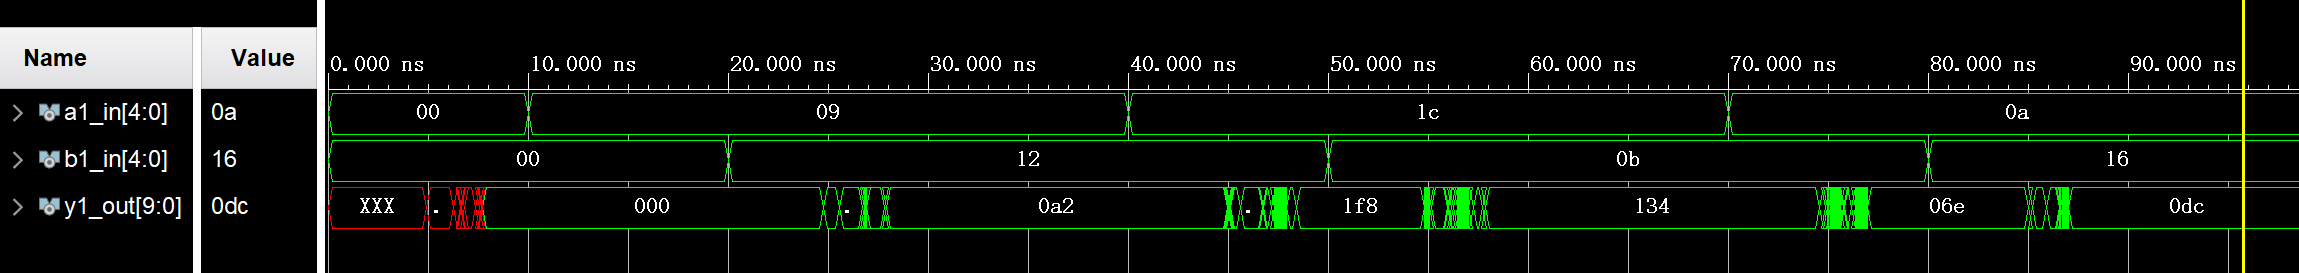 Name Value
0.000 ns 10.000 ns 20.000 ns 30.000 ns 40.000 ns 50.000 ns 60.000 ns 70.000 ns 80.000 ns 90.000 ns
a1_in[4:0] 0a 00 09 1c 0a
b1_in[4:0] 16 00 12 0b 16
y1_out[9:0] 0dc XXX . 000 . 0a2 . 1f8 134 06e 0dc